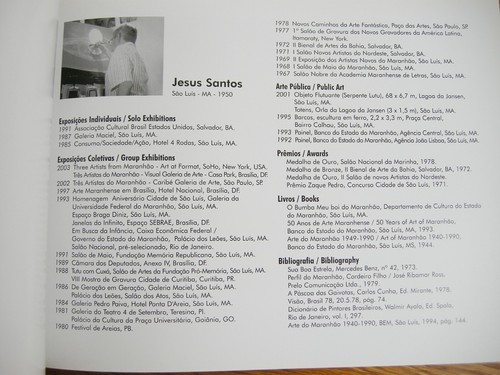 Jesus Santos
São Luis - MA - 1950
Exposições Individuais / Solo Exhibitions
1991 Associação Cultural Brasil Estados Unidos, Salvador, BA.
1987 Galeria Maciel, São Luís, MA.
1985 Consumo/Sociedade/Ação, Hotel 4 Rodas, São Luís, MA.
Exposições Coletivas / Group Exhibitions
2003 Three Artists from Maranhão - Art at Format, SoHo, New York, USA.
Três Artistas do Maranhão - Visual Galeria de Arte - Casa Park, Brasília, DF.
2002 Três Artistas do Maranhão - Caribé Galeria de Arte, São Paulo, SP.
1997 Arte Maranhense em Brasília, Hotel Nacional, Brasília, DF.
1993 Homenagem Aniversário Cidade de São Luís, Galeria da
Universidade Federal do Maranhão, São Luís, MA.
Espaço Braga Diniz, São Luís, MA.
Janelas do Infinito, Espaço SEBRAE, Brasília, DF.
Em Busca da Infância, Caixa Econômica Federal /
Governo do Estado do Maranhão, Palácio dos Leões, São Luís, MA.
Salão Nacional, pré-selecionado, Rio de Janeiro.
1991 Salão de Maio, Fundação Memória Republicana, São Luís, MA.
1989 Câmara dos Deputados, Anexo IV, Brasília, DF.
1988 Tutu com Cuxá, Salão de Artes da Fundação Pró-Memória, São Luís, MA.
VIII Mostra de Gravura Cidade de Curitiba, Curitiba, PR.
1986 De Geração em Geração, Galeria Maciel, São Luís, MA.
Palácio dos Leões, Salão dos Atos, São Luís, MA.
1984 Galeria Pedro Paiva, Hotel Ponta D'Areia, São Luís, MA.
1981 Galeria do Teatro 4 de Setembro, Teresina, PI.
Palácio da Cultura da Praça Universitária, Goiânia, GO.
1980 Festival de Areias, PB.
1978 Novos Caminhos da Arte Fantástica, Paço das Artes, São Paulo, SP.
1977 1º Salão de Gravura dos Novos Gravadores da América Latina,
Itamaraty, New York.
1972 II Bienal de Artes da Bahia, Salvador, BA.
1971 I Salão Novos Artistas do Nordeste, Salvador, BA.
1969 II Exposição dos Artistas Novos do Maranhão, São Luís, MA.
1968 I Salão de Maio do Maranhão, São Luís, MA.
1967 Salão Nobre da Academia Maranhense de Letras, São Luís, MA.
Arte Pública / Public Art
2001 Objeto Flutuante (Serpente Lutu), 68 x 6,7 m, Lagoa da Jansen,
São Luís, MA.
Totens, Orla da Lagoa da Jansen (3 x 1,5 m), São Luís, MA.
1995 Barcos, escultura em ferro, 2,2 x 3,3 m, Praça Central,
Bairro Calhau, São Luís, MA.
1993 Painel, Banco do Estado do Maranhão, Agência Central, São Luís, MA.
1992 Painel, Banco do Estado do Maranhão, Agência João Lisboa, São Luís, MA.
Prêmios / Awards
Medalha de Ouro, Salão Nacional da Marinha, 1978.
Medalha de Bronze, II Bienal de Arte da Bahia, Salvador, BA, 1972.
Medalha de Ouro, II Salão de novos Artistas do Nordeste.
Prêmio Zaque Pedro, Concurso Cidade de São Luís, 1971.
Livros / Books
O Bumba Meu boi do Maranhão, Departamento de Cultura do Estado
do Maranhão, São Luís, MA.
50 Anos de Arte Maranhense / 50 Years of Art of Maranhão,
Banco do Estado do Maranhão, São Luís, MA, 1993.
Arte do Maranhão 1949-1990 / Art of Maranhão 1940-1990,
Banco do Estado do Maranhão, São Luís, MS, 1944.
Bibliografia / Bibliography
Sua Boa Estrela, Mercedes Benz, nº 42, 1973.
Perfil do Maranhão, Cordeiro Filho / José Ribamar Rosa,
Prelo Comunicação Ltda., 1979.
A Páscoa das Gaivotas, Carlos Cunha, Ed. Mirante, 1978.
Visão, Brasil 78, 20.5.78, pág. 74.
Dicionário de Pintores Brasileiros, Walmir Ayala, Ed. Spala,
Rio de Janeiro, vol. I, 297.
Arte do Maranhão 1940-1990, BEM, São Luís, 1994, pág. 144.